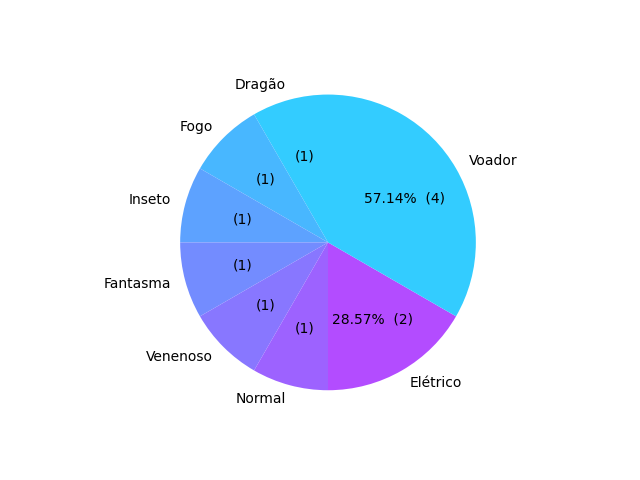 Dragão
Fogo
Voador
(1)
(1)
57.14% (4)
Inseto
(1)
(1)
Fantasma
(1)
28.57% (2)
(1)
Venenoso
Elétrico
Normal